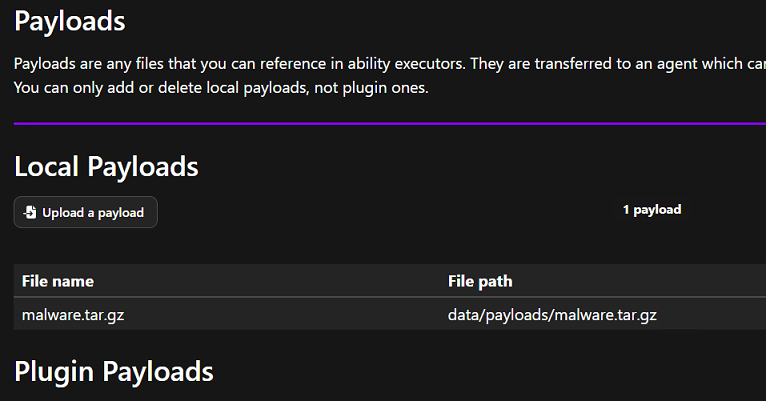 Payloads
Payloads are any files that you can reference in ability executors. They are transferred to an agent which
You can only add or delete local payloads, not plugin ones.
Local Payloads
Upload a payload
1 payload
File name File path
malware.tar.gz data/payloads/malware.tar.gz
Plugin Payloads